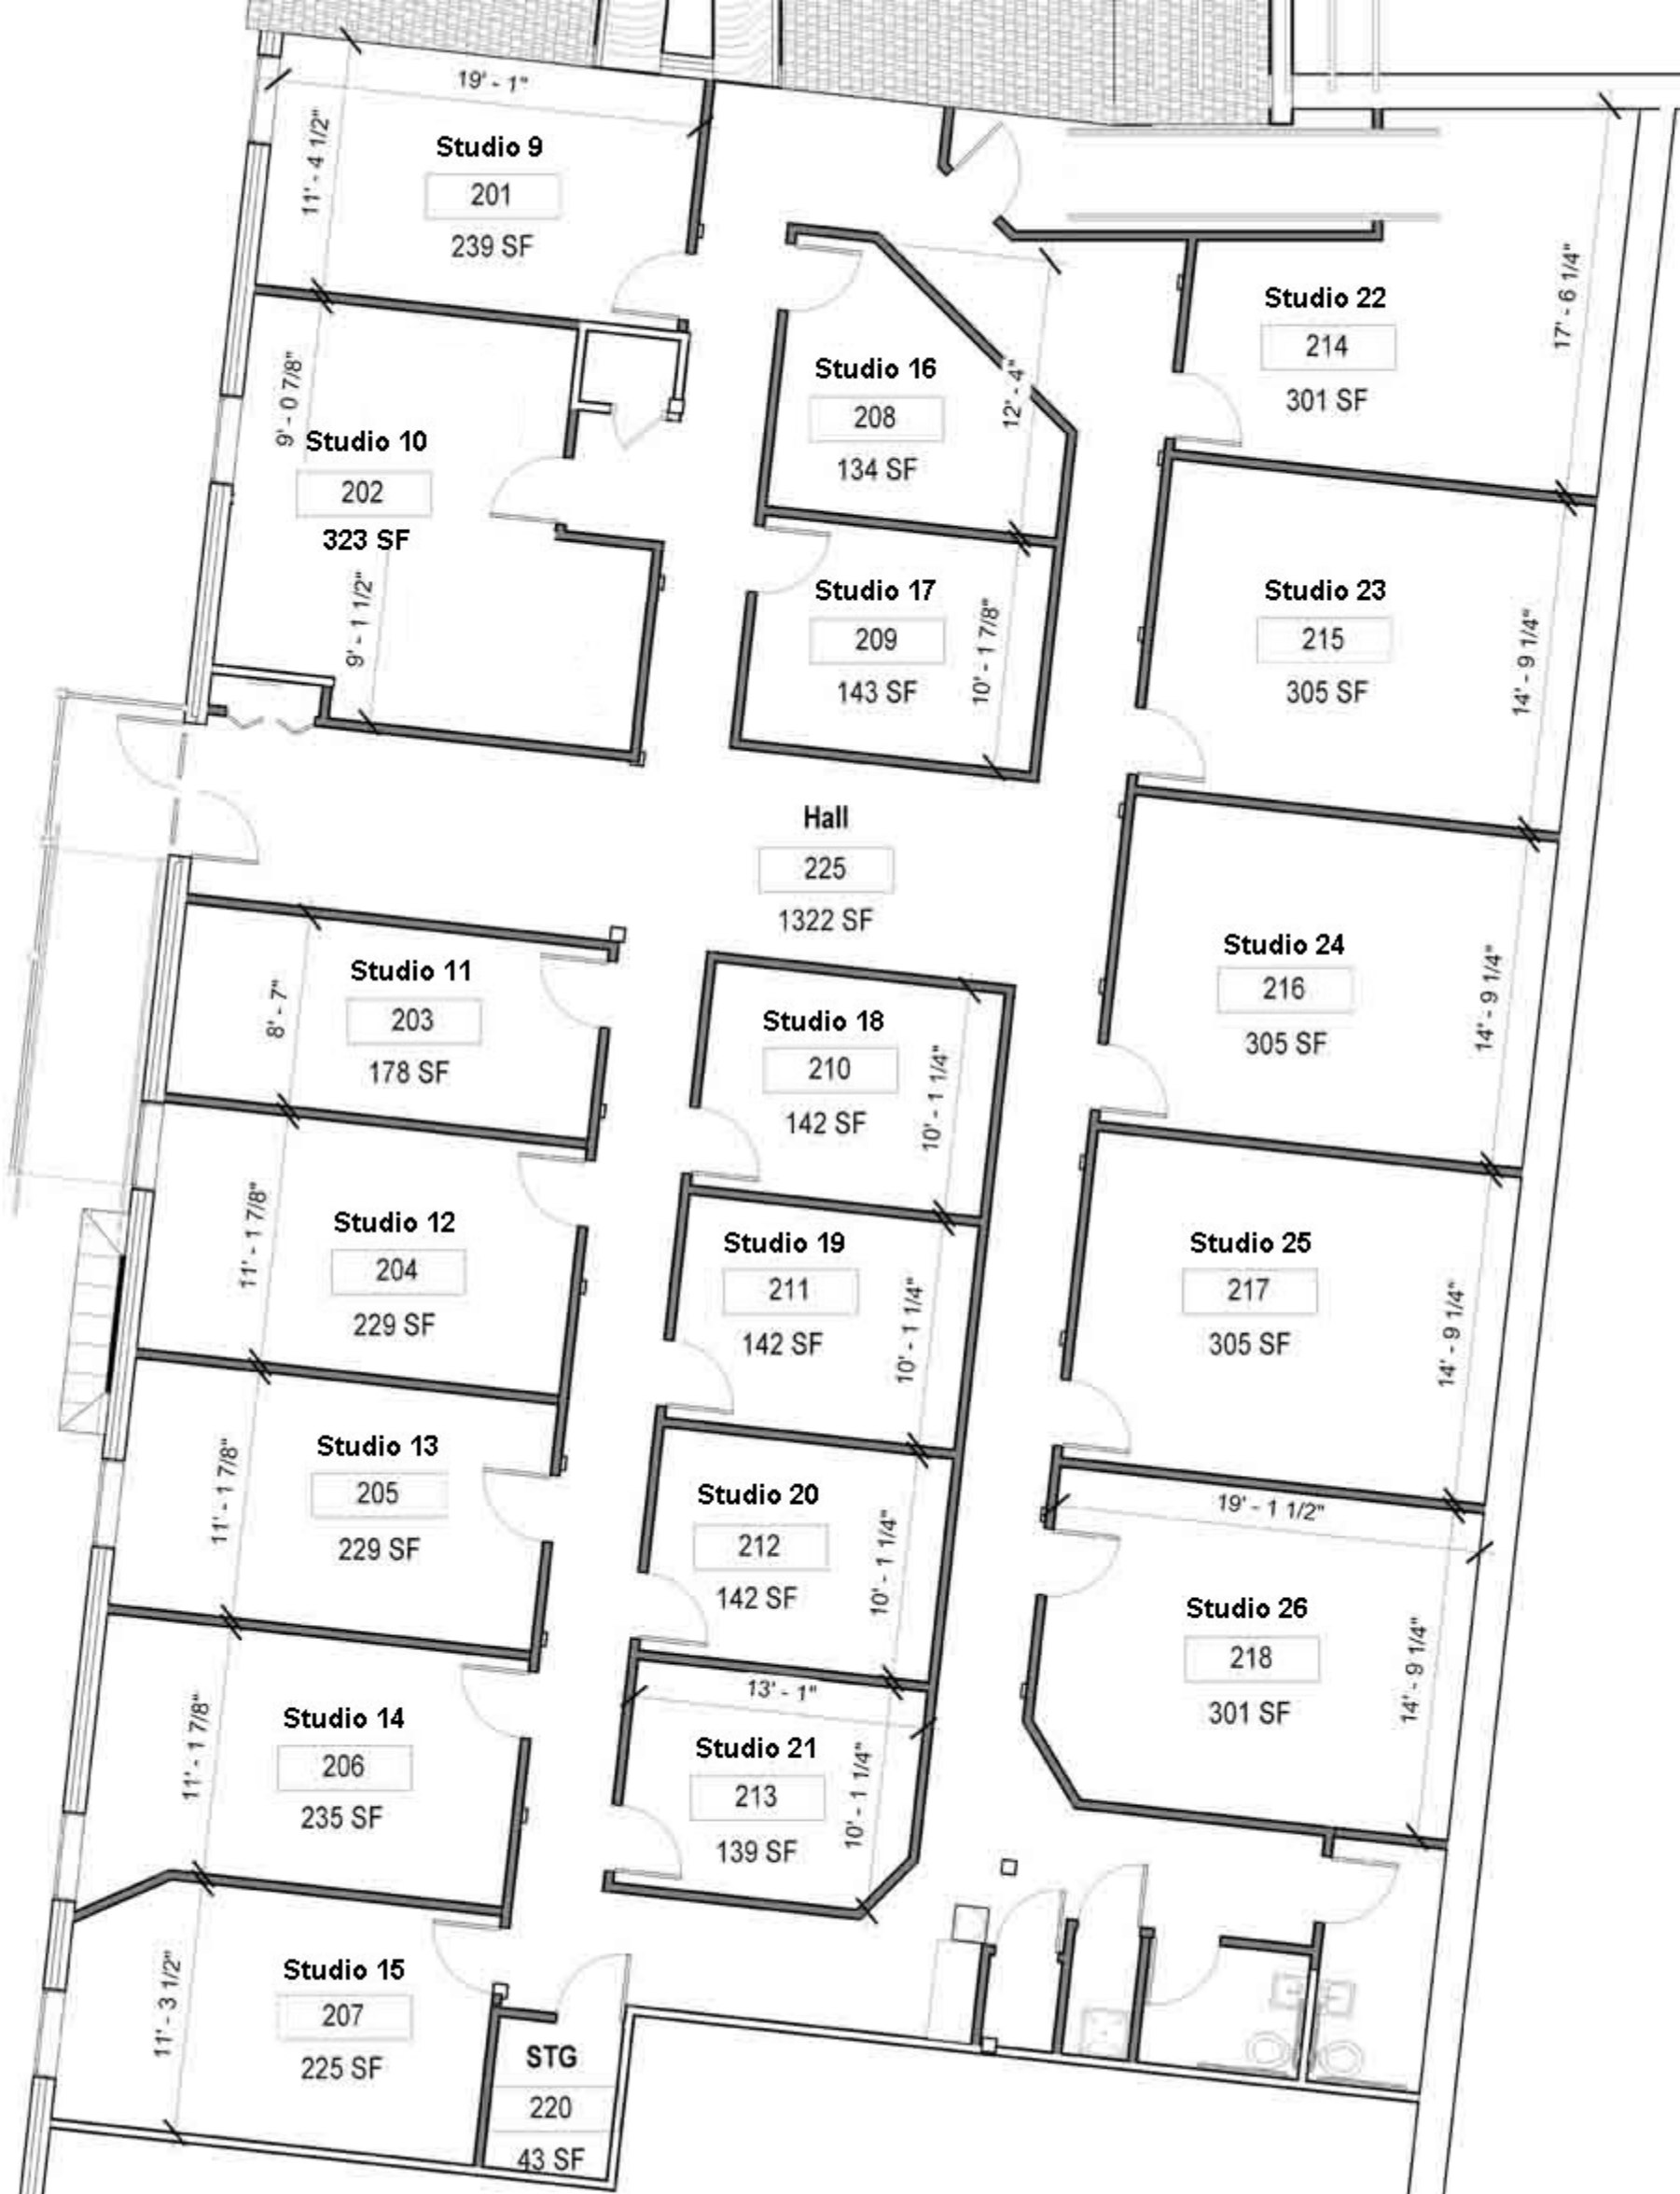 19' - 1"
11' - 4 1/2"
Studio 9
201
239 SF
9' - 0 7/8"
Studio 10
202
323 SF
9' - 1 1/2"
Studio 16
208
134 SF
12' - 4"
Studio 22
214
301 SF
17' - 6 1/4"
Studio 17
209
143 SF
10' - 1 7/8"
Studio 23
215
305 SF
14' - 9 1/4"
Hall
225
1322 SF
Studio 11
203
178 SF
8' - 7"
Studio 18
210
142 SF
10' - 1 1/4"
Studio 24
216
305 SF
14' - 9 1/4"
Studio 12
204
229 SF
11' - 1 7/8"
Studio 19
211
142 SF
10' - 1 1/4"
Studio 25
217
305 SF
14' - 9 1/4"
Studio 13
205
229 SF
11' - 1 7/8"
Studio 20
212
142 SF
10' - 1 1/4"
19' - 1 1/2"
Studio 26
218
301 SF
14' - 9 1/4"
Studio 14
206
235 SF
11' - 1 7/8"
13' - 1"
Studio 21
213
139 SF
10' - 1 1/4"
Studio 15
207
225 SF
11' - 3 1/2"
STG
220
43 SF